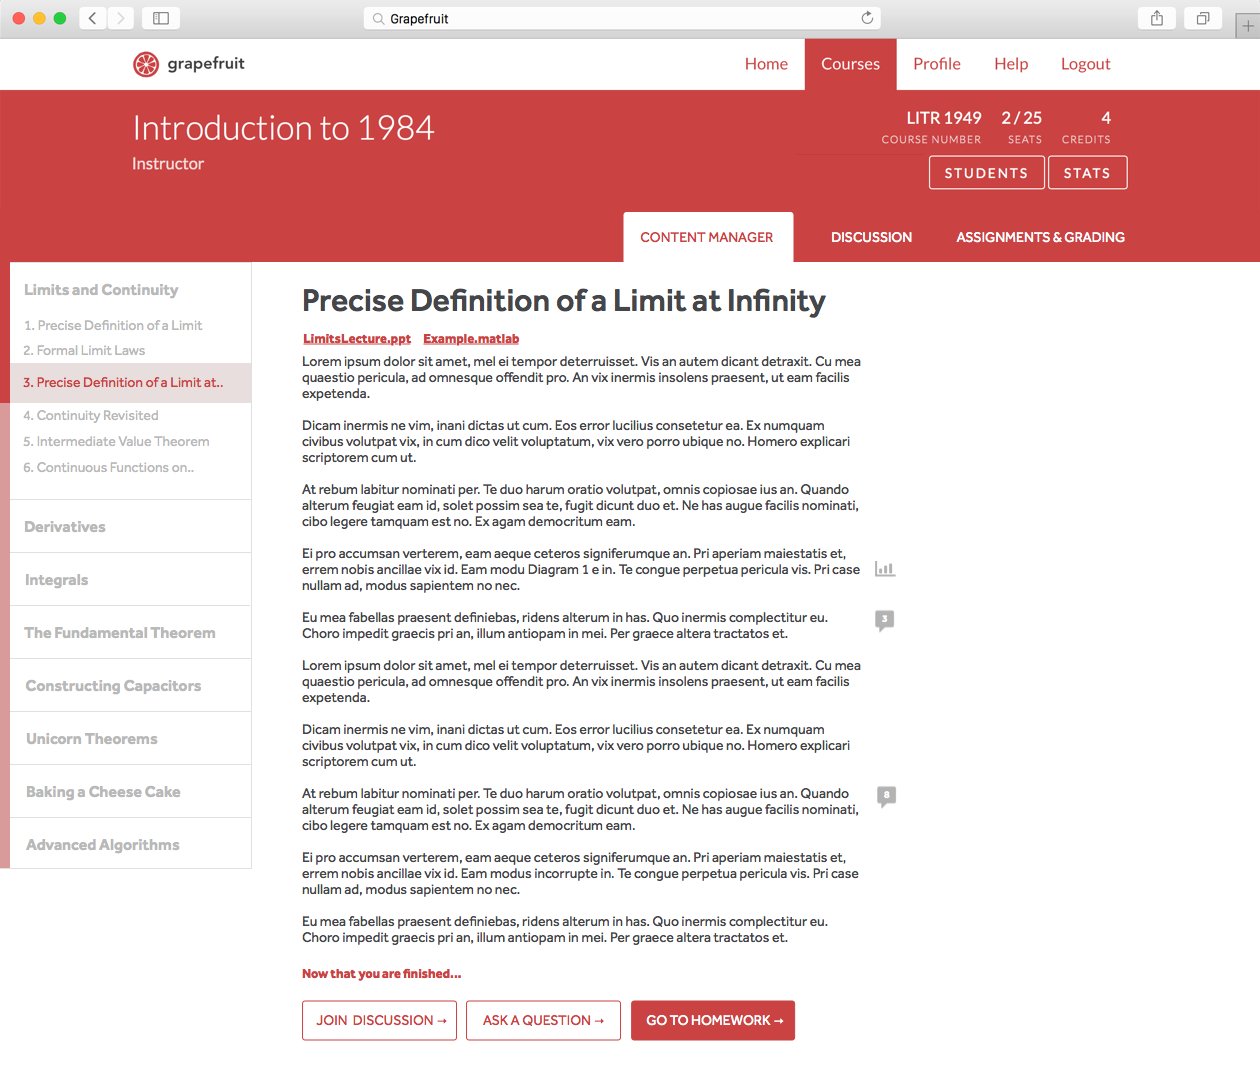 Grapefruit
grapefruit
Home Courses Profile Help Logout
Introduction to 1984
Instructor
LITR 1949 2 / 25 4
COURSE NUMBER SEATS CREDITS
STUDENTS STATS
CONTENT MANAGER DISCUSSION ASSIGNMENTS & GRADING
Limits and Continuity
1. Precise Definition of a Limit
2. Formal Limit Laws
3. Precise Definition of a Limit at..
4. Continuity Revisited
5. Intermediate Value Theorem
6. Continuous Functions on..
Derivatives
Integrals
The Fundamental Theorem
Constructing Capacitors
Unicorn Theorems
Baking a Cheese Cake
Advanced Algorithms
Precise Definition of a Limit at Infinity
LimitsLecture.ppt Example.matlab
Lorem ipsum dolor sit amet, mel ei tempor deterruisset. Vis an autem dicant detraxit. Cu mea
quaestio pericula, ad omnesque offendit pro. An vix inermis insolens praesent, ut eam facilis
expetenda.
Dicam inermis ne vim, inani dictas ut cum. Eos error lucilius consetetur ea. Ex numquam
civibus volutpat vix, in cum dico velit voluptatum, vix vero porro ubique no. Homero explicari
scriptorem cum ut.
At rebum labitur nominati per. Te duo harum oratio volutpat, omnis copiosae ius an. Quando
alterum feugiat eam id, solet possim sea te, fugit dicunt duo et. Ne has augue facilis nominati,
cibo legere tamquam est no. Ex agam democritum eam.
Ei pro accumsan verterem, eam aeque ceteros signiferumque an. Pri aperiam maiestatis et,
errem nobis ancillae vix id. Eam modu Diagram 1 e in. Te congue perpetua pericula vis. Pri case
nullam ad, modus sapientem no nec.
Eu mea fabellas praesent definiebas, ridens alterum in has. Quo inermis complectitur eu.
3
Choro impedit graecis pri an, illum antiopam in mei. Per graece altera tractatos et.
Lorem ipsum dolor sit amet, mel ei tempor deterruisset. Vis an autem dicant detraxit. Cu mea
quaestio pericula, ad omnesque offendit pro. An vix inermis insolens praesent, ut eam facilis
expetenda.
Dicam inermis ne vim, inani dictas ut cum. Eos error lucilius consetetur ea. Ex numquam
civibus volutpat vix, in cum dico velit voluptatum, vix vero porro ubique no. Homero explicari
scriptorem cum ut.
At rebum labitur nominati per. Te duo harum oratio volutpat, omnis copiosae ius an. Quando
8
alterum feugiat eam id, solet possim sea te, fugit dicunt duo et. Ne has augue facilis nominati,
cibo legere tamquam est no. Ex agam democritum eam.
Ei pro accumsan verterem, eam aeque ceteros signiferumque an. Pri aperiam maiestatis et,
errem nobis ancillae vix id. Eam modus incorrupte in. Te congue perpetua pericula vis. Pri case
nullam ad, modus sapientem no nec.
Eu mea fabellas praesent definiebas, ridens alterum in has. Quo inermis complectitur eu.
Choro impedit graecis pri an, illum antiopam in mei. Per graece altera tractatos et.
Now that you are finished...
JOIN DISCUSSION → ASK A QUESTION → GO TO HOMEWORK →